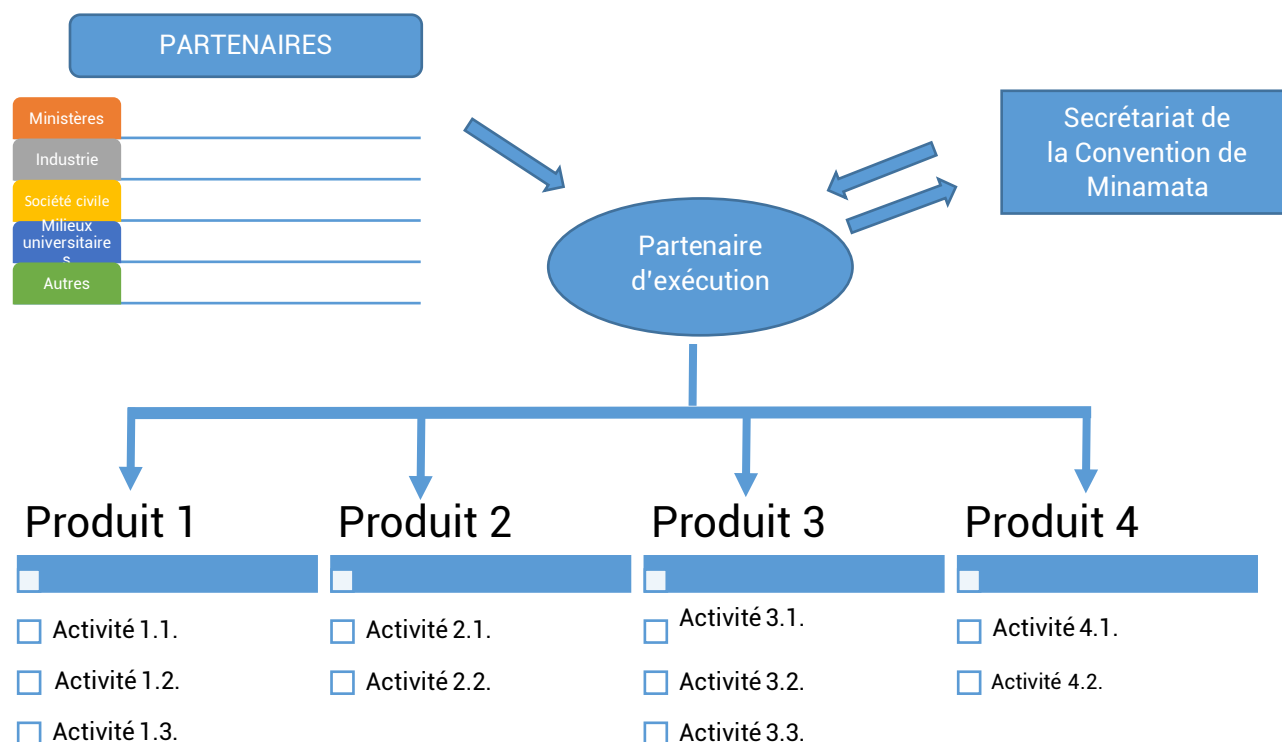 PARTENAIRES
Ministères
Industrie
Société civile
Milieux
universitaire
s
Autres
Secrétariat de
la Convention de
Minamata
Partenaire
d'exécution
Produit 1
Activité 1.1.
Activité 1.2.
Activité 1.3.
Produit 2
Activité 2.1.
Activité 2.2.
Produit 3
Activité 3.1.
Activité 3.2.
Activité 3.3.
Produit 4
Activité 4.1.
Activité 4.2.